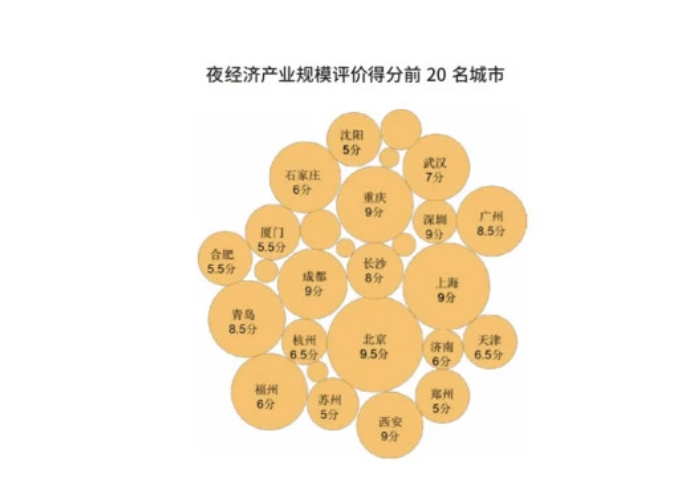 夜经济产业规模评价得分前 20 名城市
沈阳
5分
武汉
7分
石家庄
6分
重庆
9分
深圳
9分
广州
8.5分
厦门
5.5分
合肥
5.5分
成都
9分
长沙
8分
上海
9分
青岛
8.5分
杭州
6.5分
北京
9.5分
济南
6分
天津
6.5分
福州
6分
苏州
5分
西安
9分
郑州
5分